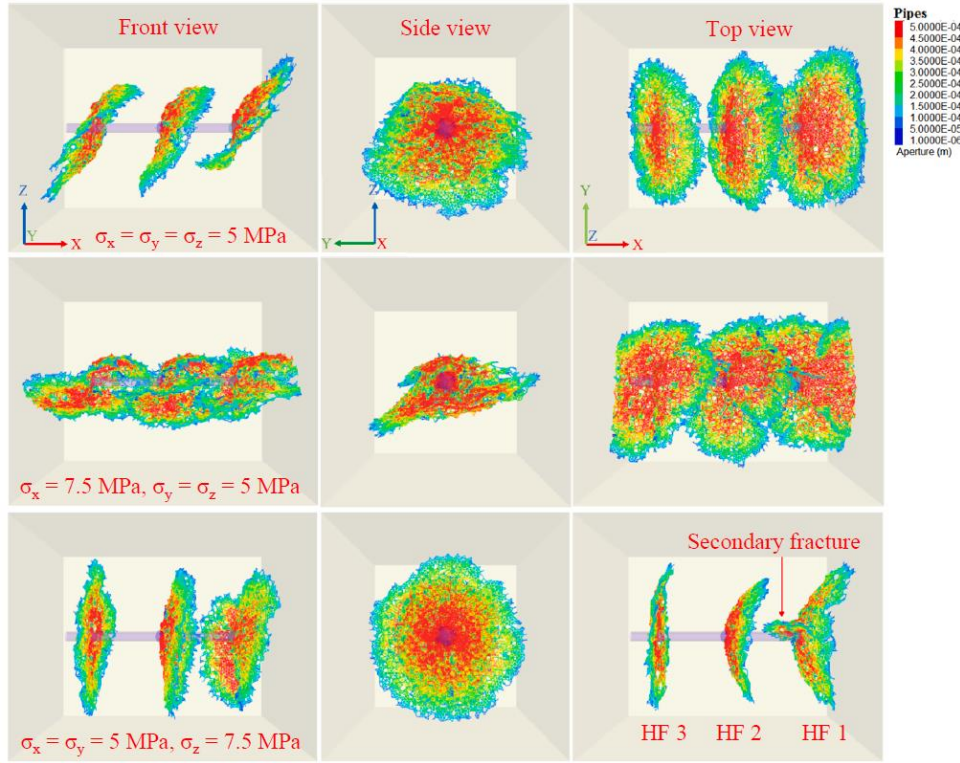 Front view
Side view
Top view
Pipes
5.0000E-04
4.5000E-04
4.0000E-04
3.5000E-04
3.0000E-04
2.5000E-04
2.0000E-04
1.5000E-04
1.0000E-04
5.0000E-05
1.0000E-06
Aperture (m)
Z
Y
X
σx = σy = σz = 5 MPa
Z
Y
X
Y
Z
X
σx = 7.5 MPa, σy = σz = 5 MPa
Secondary fracture
σx = σy = 5 MPa, σz = 7.5 MPa
HF 3
HF 2
HF 1